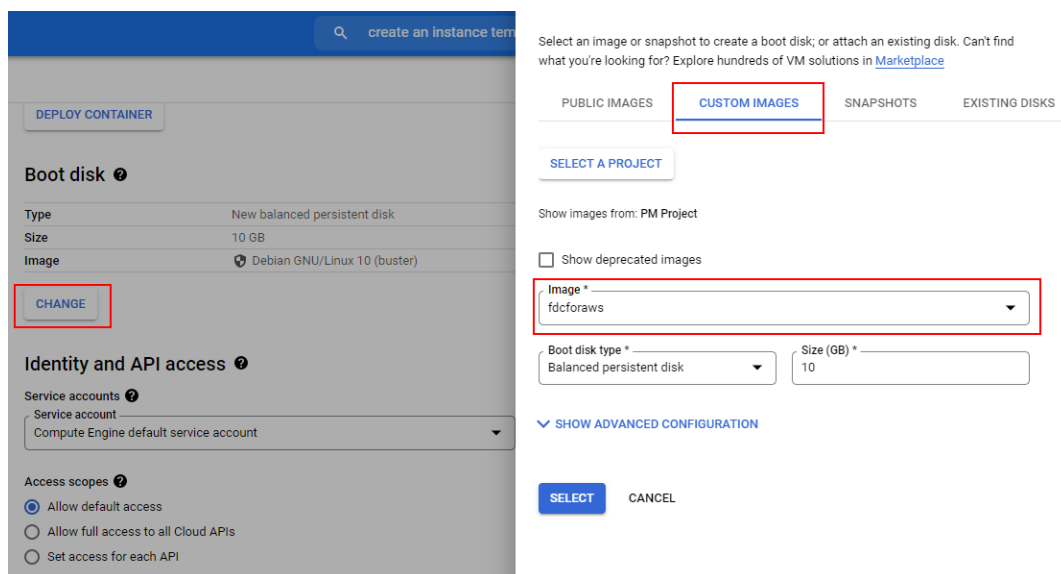 create an instance tem
DEPLOY CONTAINER
Boot disk
Type New balanced persistent disk
Size 10 GB
Image Debian GNU/Linux 10 (buster)
CHANGE
Identity and API access
Service accounts
Service account
Compute Engine default service account
Access scopes
Allow default access
Allow full access to all Cloud APIs
Set access for each API
Select an image or snapshot to create a boot disk; or attach an existing disk. Can't find
what you're looking for? Explore hundreds of VM solutions in Marketplace
PUBLIC IMAGES CUSTOM IMAGES SNAPSHOTS EXISTING DISKS
SELECT A PROJECT
Show images from: PM Project
Show deprecated images
Image *
fdcforaws
Boot disk type * Size (GB) *
Balanced persistent disk 10
SHOW ADVANCED CONFIGURATION
SELECT CANCEL